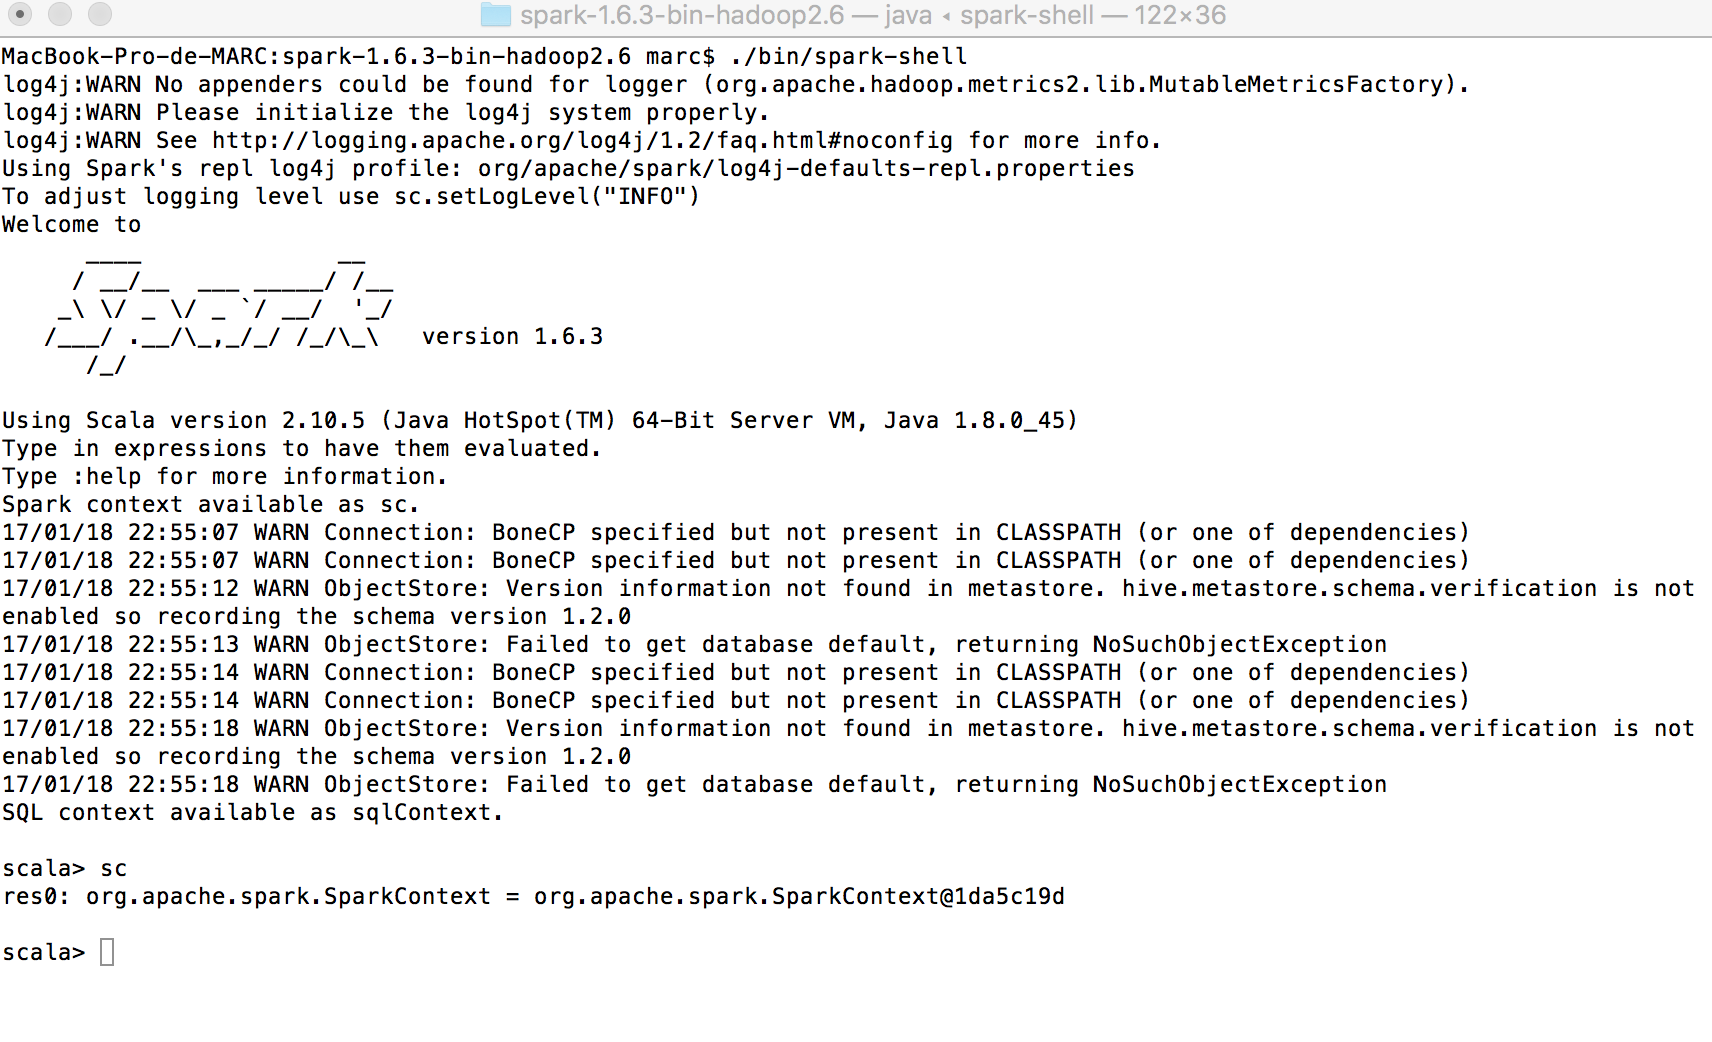 spark-1.6.3-bin-hadoop2.6 — java ◂ spark-shell — 122×36
MacBook-Pro-de-MARC:spark-1.6.3-bin-hadoop2.6 marc$ ./bin/spark-shell
log4j:WARN No appenders could be found for logger (org.apache.hadoop.metrics2.lib.MutableMetricsFactory).
log4j:WARN Please initialize the log4j system properly.
log4j:WARN See http://logging.apache.org/log4j/1.2/faq.html#noconfig for more info.
Using Spark's repl log4j profile: org/apache/spark/log4j-defaults-repl.properties
To adjust logging level use sc.setLogLevel("INFO")
Welcome to
      ____              __
     / __/__  ___ _____/ /__
    _\ \/ _ \/ _ `/ __/  '_/
   /___/ .__/\_,_/_/ /_/\_\   version 1.6.3
      /_/
Using Scala version 2.10.5 (Java HotSpot(TM) 64-Bit Server VM, Java 1.8.0_45)
Type in expressions to have them evaluated.
Type :help for more information.
Spark context available as sc.
17/01/18 22:55:07 WARN Connection: BoneCP specified but not present in CLASSPATH (or one of dependencies)
17/01/18 22:55:07 WARN Connection: BoneCP specified but not present in CLASSPATH (or one of dependencies)
17/01/18 22:55:12 WARN ObjectStore: Version information not found in metastore. hive.metastore.schema.verification is not
enabled so recording the schema version 1.2.0
17/01/18 22:55:13 WARN ObjectStore: Failed to get database default, returning NoSuchObjectException
17/01/18 22:55:14 WARN Connection: BoneCP specified but not present in CLASSPATH (or one of dependencies)
17/01/18 22:55:14 WARN Connection: BoneCP specified but not present in CLASSPATH (or one of dependencies)
17/01/18 22:55:18 WARN ObjectStore: Version information not found in metastore. hive.metastore.schema.verification is not
enabled so recording the schema version 1.2.0
17/01/18 22:55:18 WARN ObjectStore: Failed to get database default, returning NoSuchObjectException
SQL context available as sqlContext.
scala> sc
res0: org.apache.spark.SparkContext = org.apache.spark.SparkContext@1da5c19d
scala>